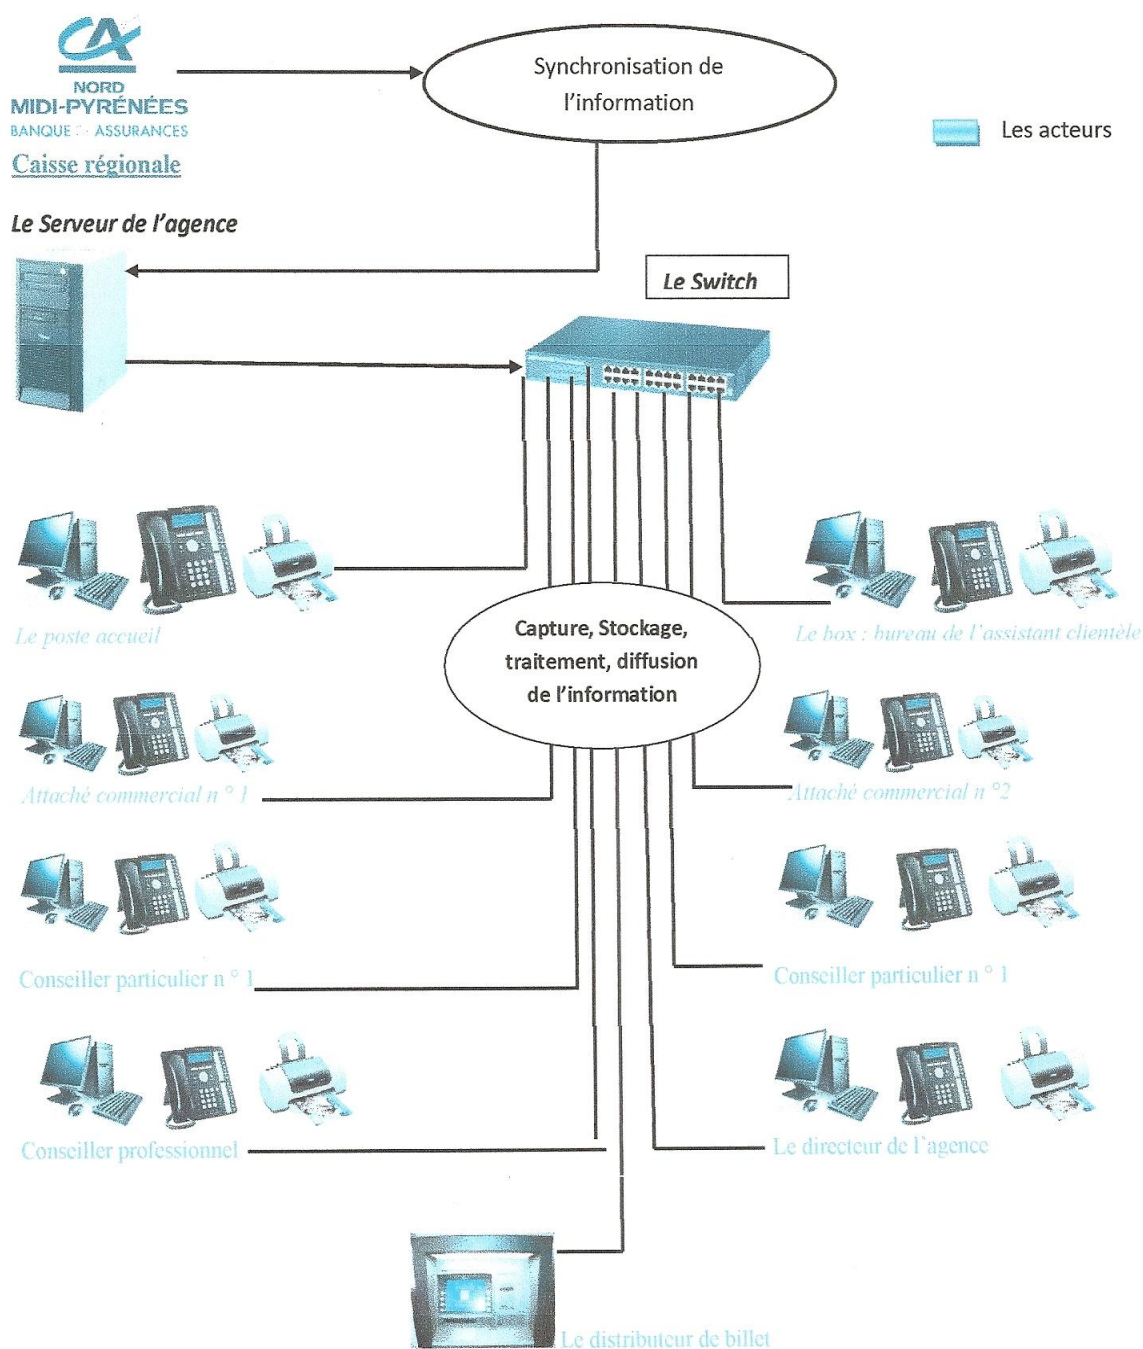 CA
NORD
MIDI-PYRÉNÉES
BANQUE ASSURANCES
Caisse régionale
Synchronisation de
l'information
Les acteurs
Le Serveur de l'agence
Le Switch
Le poste accueil
Le box : bureau de l'assistant clientèle
Capture, Stockage,
traitement, diffusion
de l'information
Attaché commercial n ° 1
Attaché commercial n °2
Conseiller particulier n ° 1
Conseiller particulier n ° 1
Conseiller professionnel
Le directeur de l'agence
Le distributeur de billet